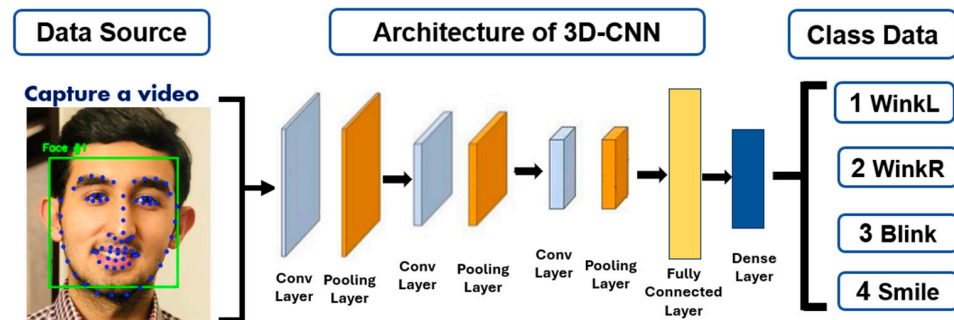 Data Source
Architecture of 3D-CNN
Class Data
Capture a video
Face #1
Conv
Layer
Pooling
Layer
Conv
Layer
Pooling
Layer
Conv
Layer
Pooling
Layer
Fully
Connected
Layer
Dense
Layer
1 WinkL
2 WinkR
3 Blink
4 Smile